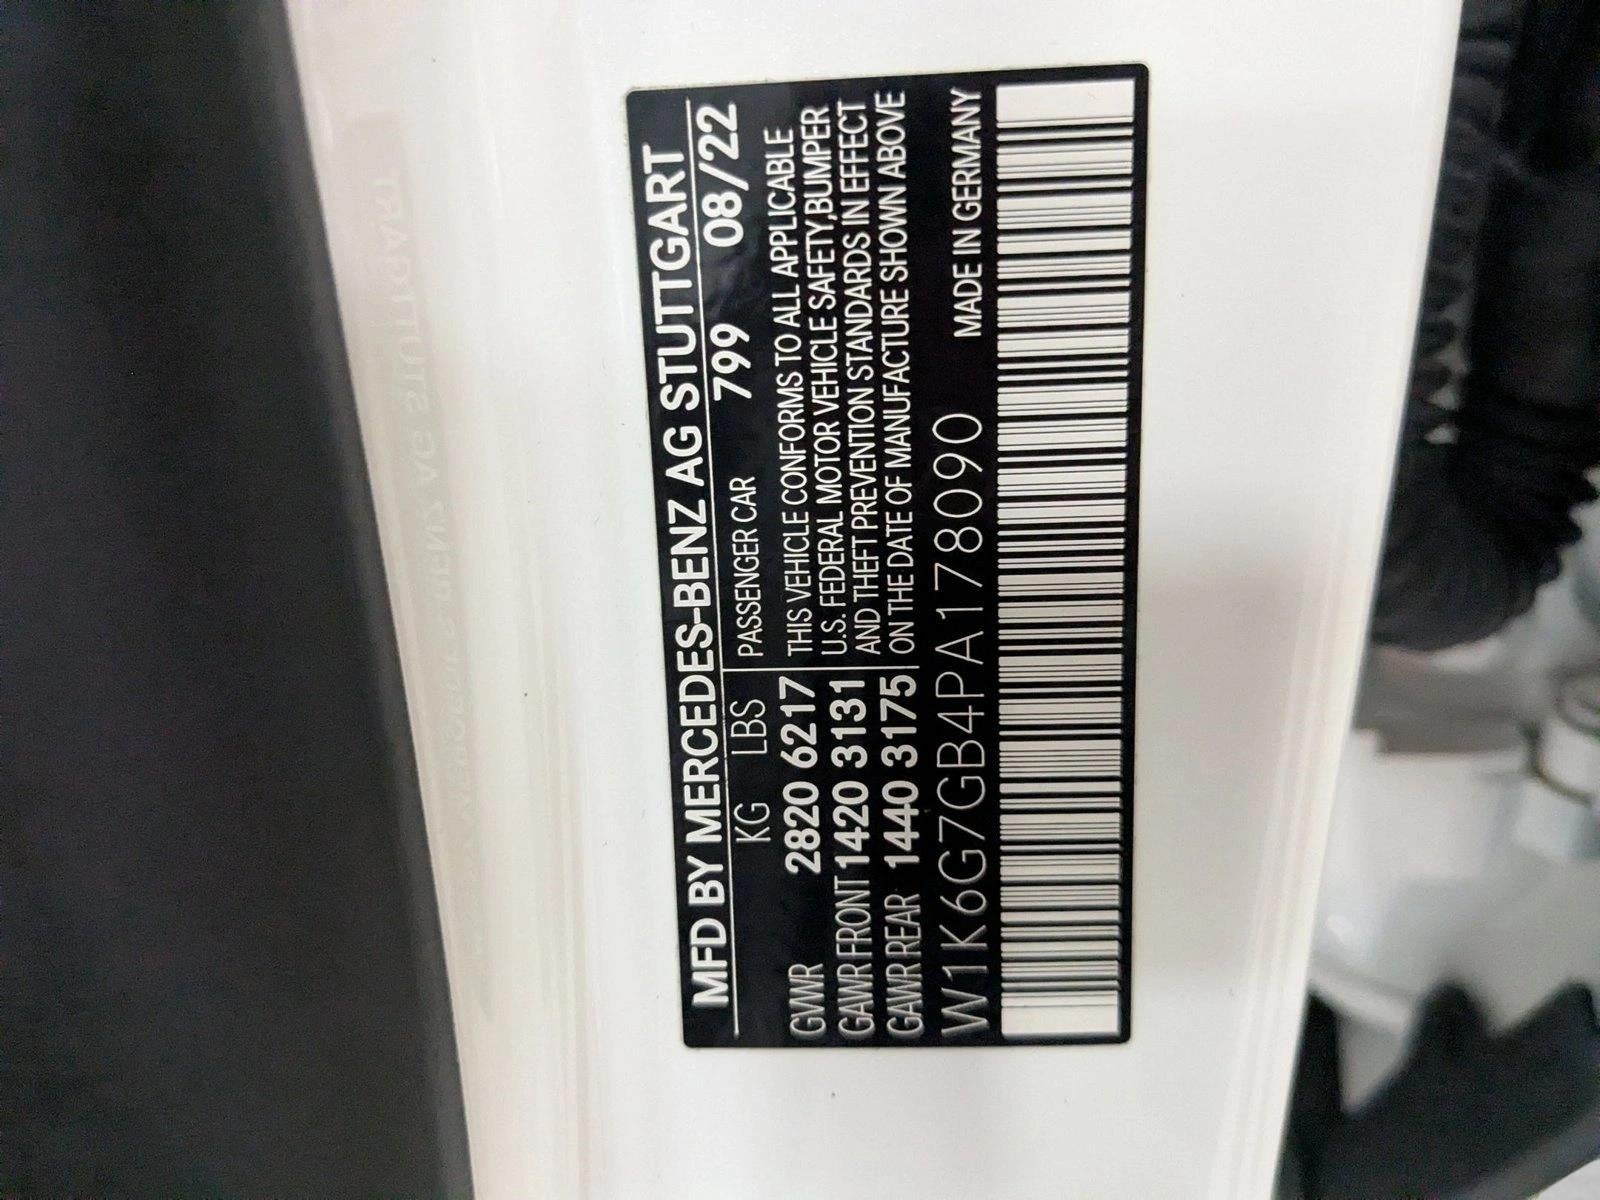 MFD BY MERCEDES-BENZ AG STUTTGART
KG LBS PASSENGER CAR 799 08/22
GVWR 2820 6217 THIS VEHICLE CONFORMS TO ALL APPLICABLE
U.S. FEDERAL MOTOR VEHICLE SAFETY,BUMPER
GAWR FRONT 1420 3131 AND THEFT PREVENTION STANDARDS IN EFFECT
GAWR REAR 1440 3175 ON THE DATE OF MANUFACTURE SHOWN ABOVE
W1K6G7GB4PA178090 MADE IN GERMANY